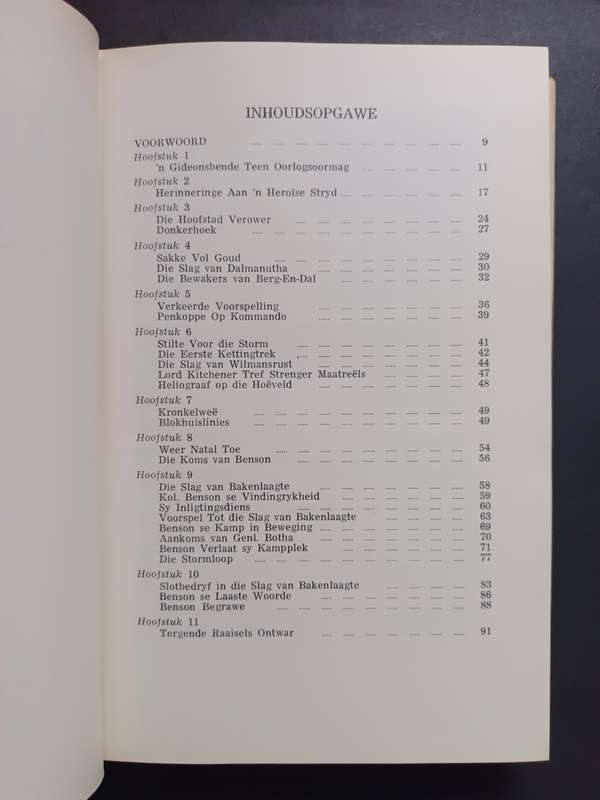 INHOUDSOPGAWE
VOORWOORD 9
Hoofstuk 1
'n Gideonsbende Teen Oorlogsoormag 11
Hoofstuk 2
Herinneringe Aan 'n Heroïse Stryd 17
Hoofstuk 3
Die Hoofstad Verower 24
Donkerhoek 27
Hoofstuk 4
Sakke Vol Goud 29
Die Slag van Dalmanutha 30
Die Bewakers van Berg-En-Dal 32
Hoofstuk 5
Verkeerde Voorspelling 36
Penkoppe Op Kommando 39
Hoofstuk 6
Stilte Voor die Storm 41
Die Eerste Kettingtrek 42
Die Slag van Wilmansrust 44
Lord Kitchener Tref Strenger Maatreëls 47
Heliograaf op die Hoëveld 48
Hoofstuk 7
Kronkelweë 49
Blokhuislinies 49
Hoofstuk 8
Weer Natal Toe 54
Die Koms van Benson 56
Hoofstuk 9
Die Slag van Bakenlaagte 58
Kol. Benson se Vindingrykheid 59
Sy Inligtingsdiens 60
Voorspel Tot die Slag van Bakenlaagte 63
Benson se Kamp in Beweging 69
Aankoms van Genl. Botha 70
Benson Verlaat sy Kampplek 71
Die Stormloop 77
Hoofstuk 10
Slotbedryf in die Slag van Bakenlaagte 83
Benson se Laaste Woorde 86
Benson Begrawe 88
Hoofstuk 11
Tergende Raaisels Ontwar 91